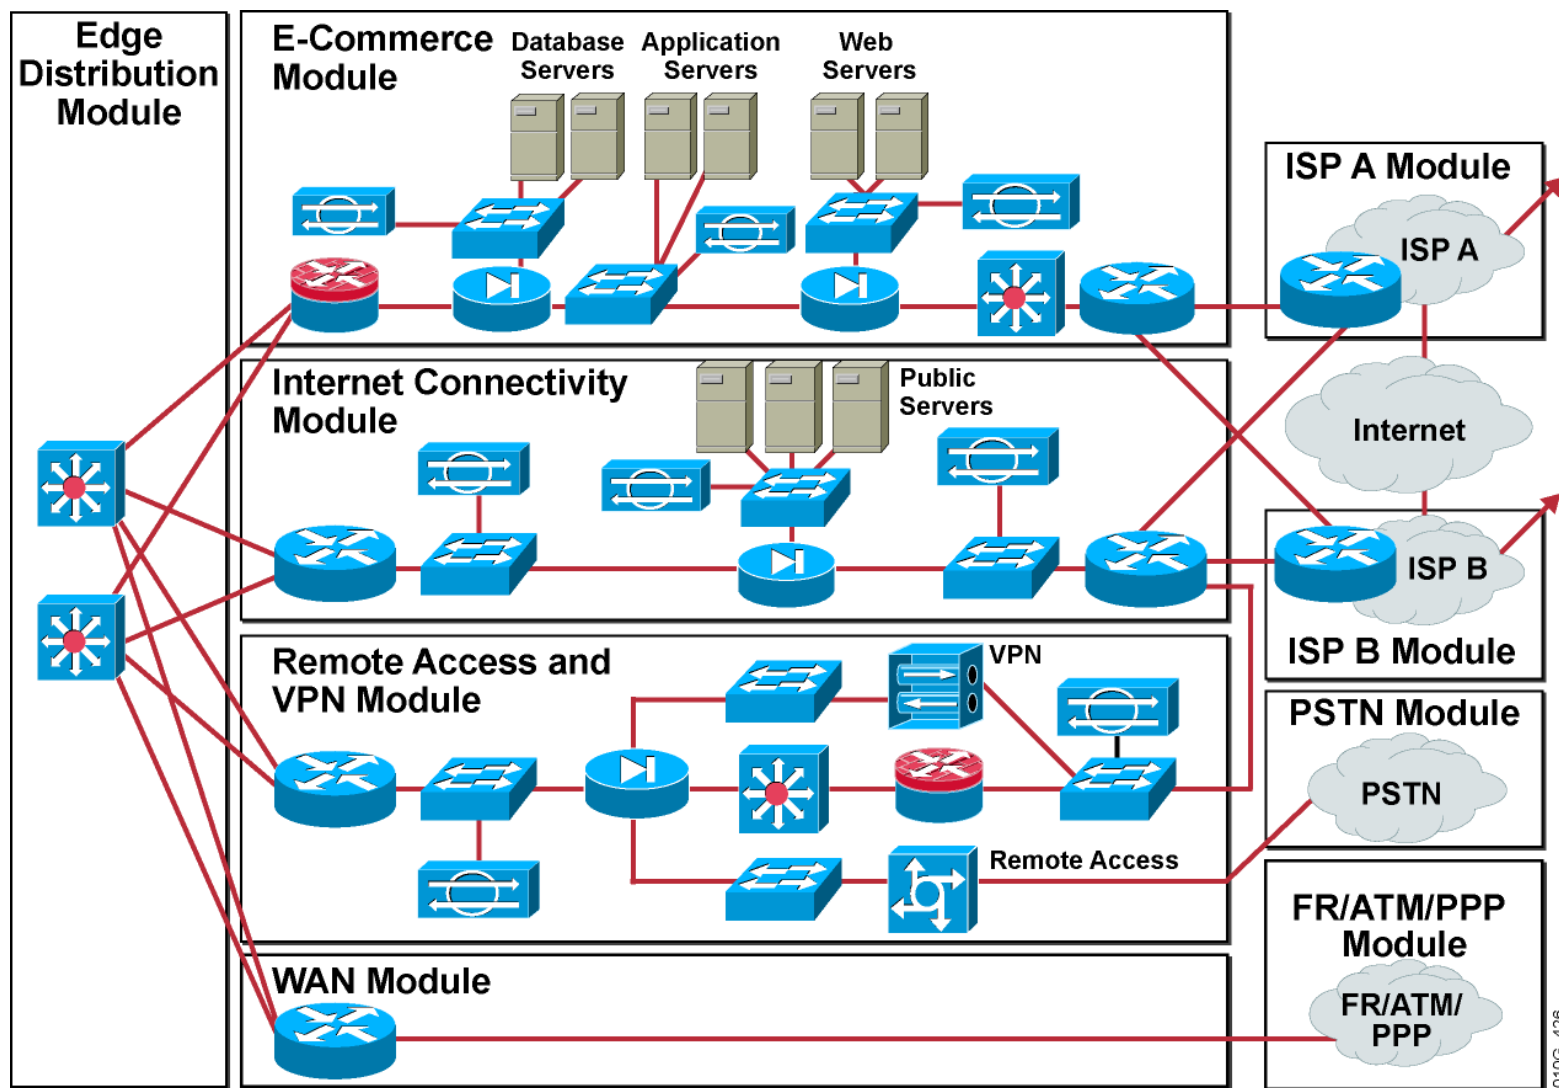 Edge
Distribution
Module
E-Commerce
Module
Database
Servers
Application
Servers
Web
Servers
ISP A Module
ISP A
Internet Connectivity
Module
Public
Servers
Internet
ISP B
ISP B Module
Remote Access and
VPN Module
VPN
Remote Access
PSTN Module
PSTN
WAN Module
FR/ATM/PPP
Module
FR/ATM/
PPP